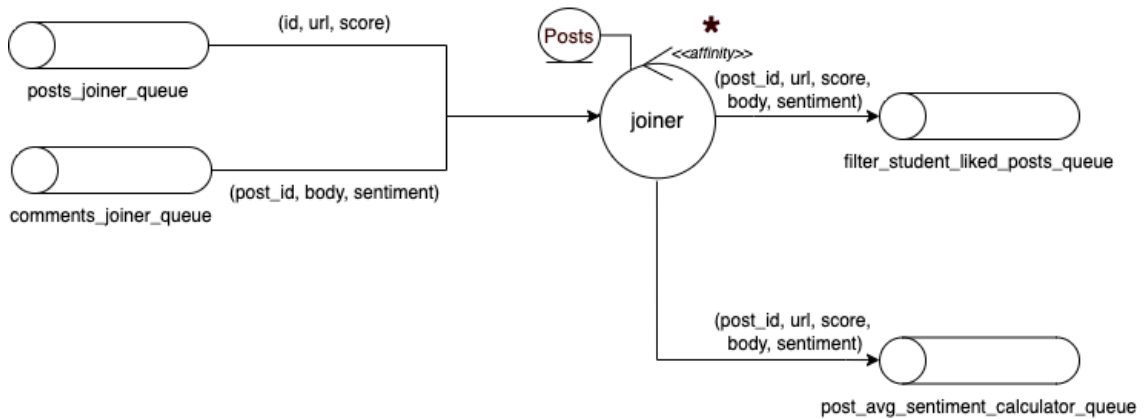 (id, url, score)
posts_joiner_queue
Posts
*
<<affinity>>
(post_id, url, score,
body, sentiment)
joiner
filter_student_liked_posts_queue
(post_id, body, sentiment)
comments_joiner_queue
(post_id, url, score,
body, sentiment)
post_avg_sentiment_calculator_queue